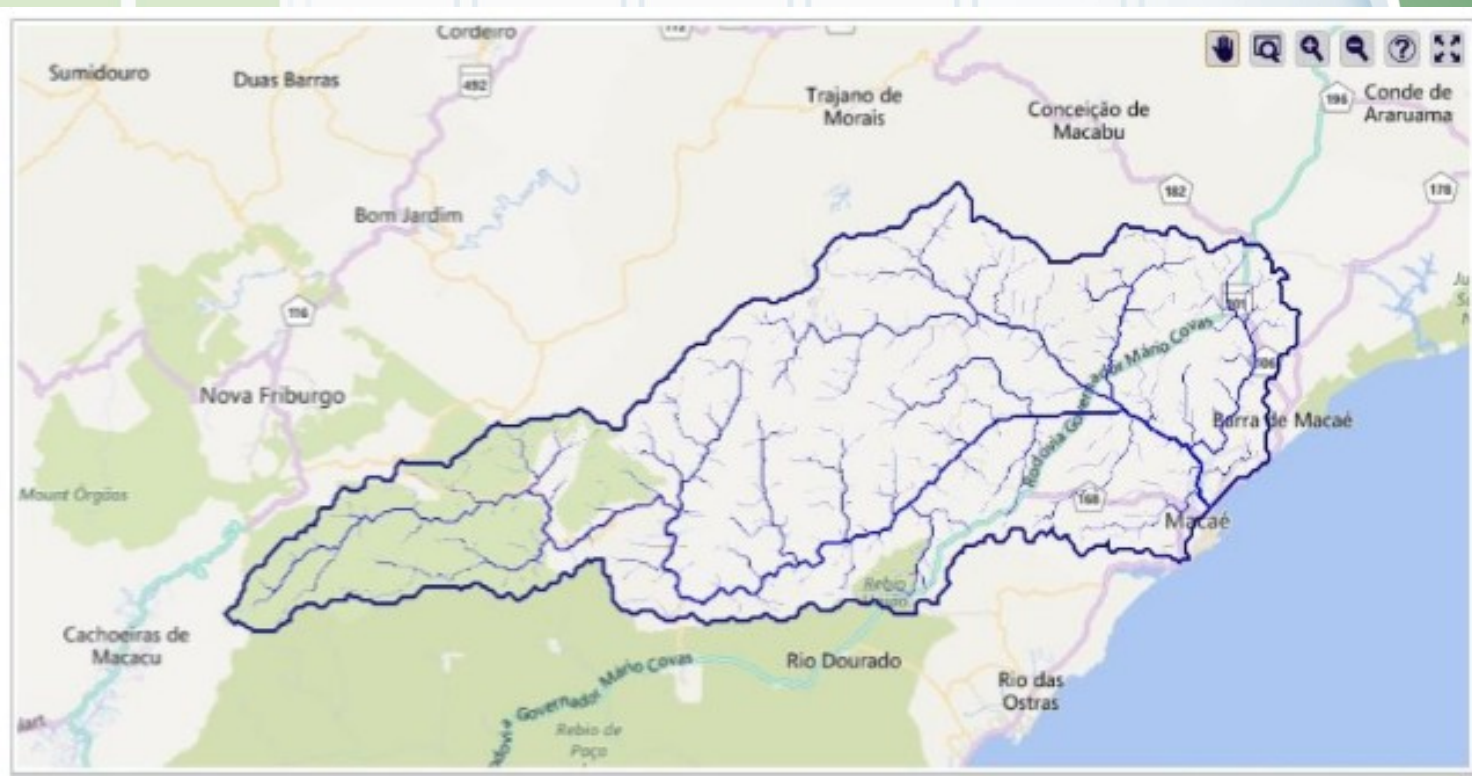 Cordeiro
112
Sumidouro
Duas Barras
492
Trajano de
Morais
Conceição de
Macabu
196
Conde de
Araruama
182
178
Bom Jardim
116
101
Rodovia Governador Mário Covas
106
Nova Friburgo
Barra de Macaé
Mount Órgãos
168
Macaé
Rebio
Cachoeiras de
Macacu
Rio Dourado
Governador Mário Covas
Rio das
Ostras
Rebio de
Poço